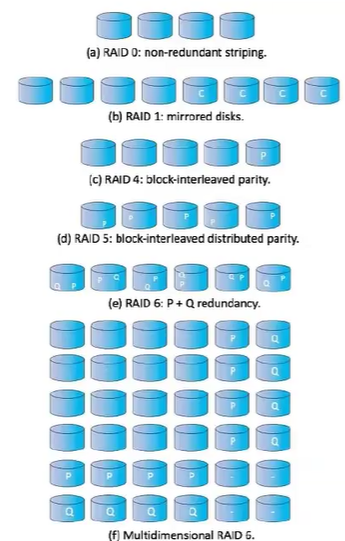 (a) RAID 0: non-redundant striping.
C C C C
(b) RAID 1: mirrored disks.
P
(c) RAID 4: block-interleaved parity.
P P P P P
(d) RAID 5: block-interleaved distributed parity.
Q P P Q Q P Q P Q P Q P
(e) RAID 6: P + Q redundancy.
P Q
P Q
P Q
P Q
P P P P - -
Q Q Q Q - -
(f) Multidimensional RAID 6.